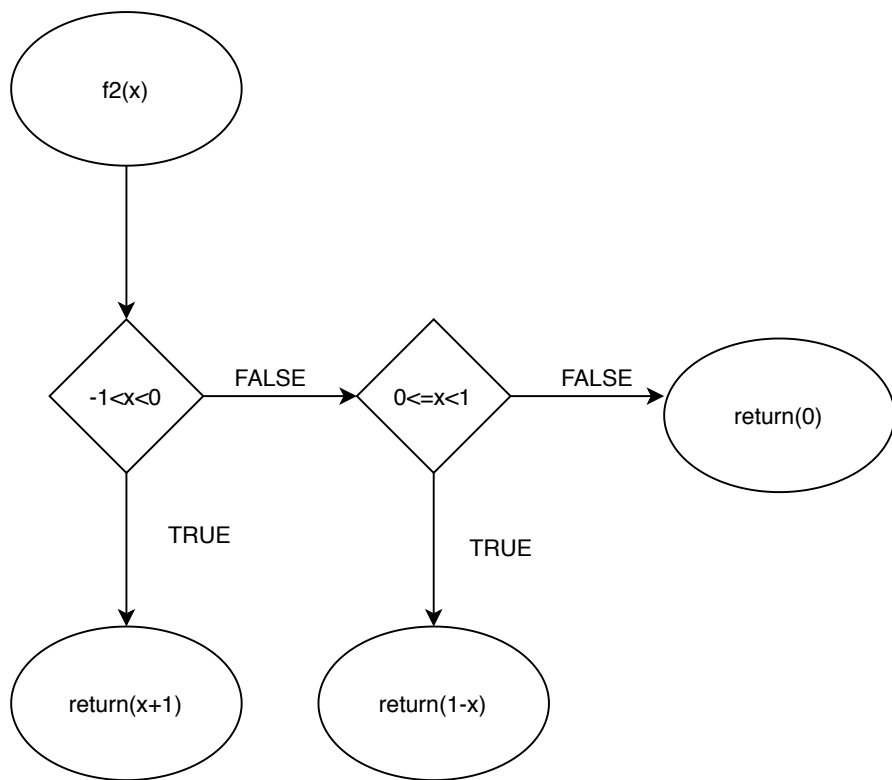 f2(x)
-1<x<0
FALSE
0<=x<1
FALSE
return(0)
TRUE
TRUE
return(x+1)
return(1-x)